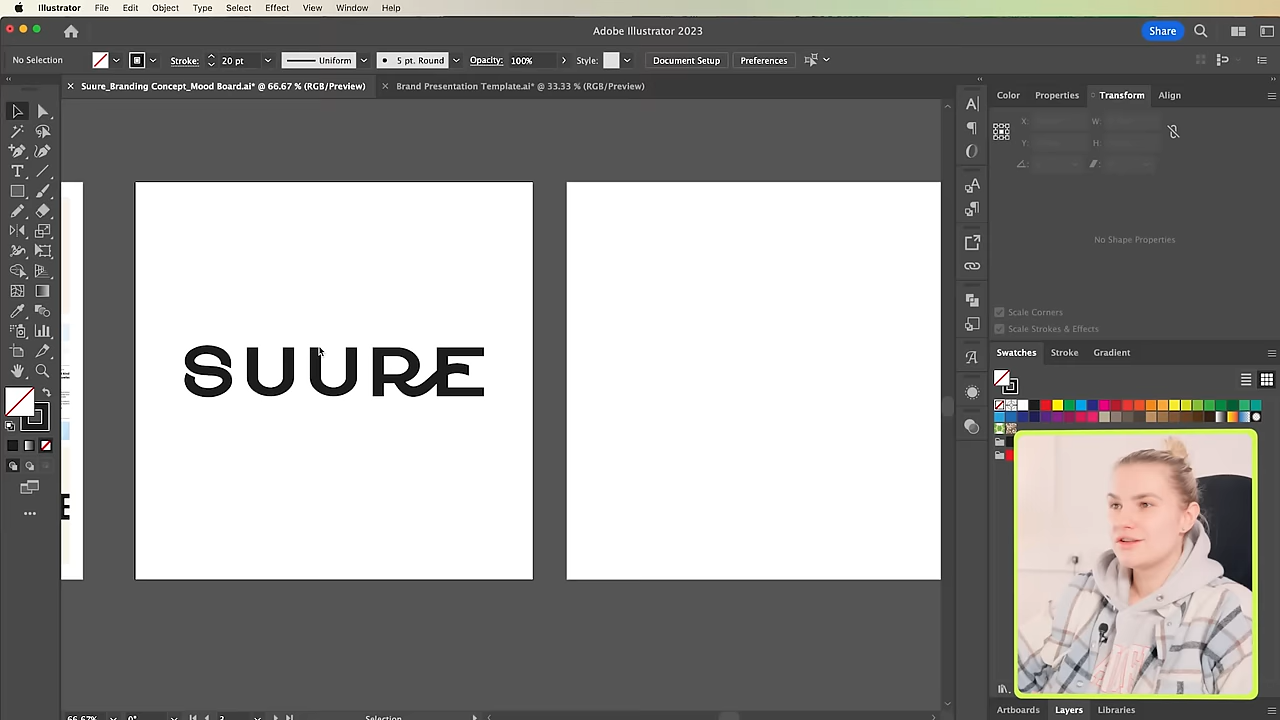 Illustrator File Edit Object Type Select Effect View Window Help
Adobe Illustrator 2023
Share
No Selection
Stroke: 20 pt
Uniform
5 pt. Round
Opacity: 100%
Style:
Document Setup
Preferences
Suure_Branding Concept_Mood Board.ai* @ 66.67 % (RGB/Preview)
Brand Presentation Template.ai* @ 33.33 % (RGB/Preview)
Color Properties Transform Align
X: W:
Y: H:
No Shape Properties
Scale Corners
Scale Strokes & Effects
Swatches Stroke Gradient
SUURE
E
66.67% 0° 3 Selection
Artboards Layers Libraries